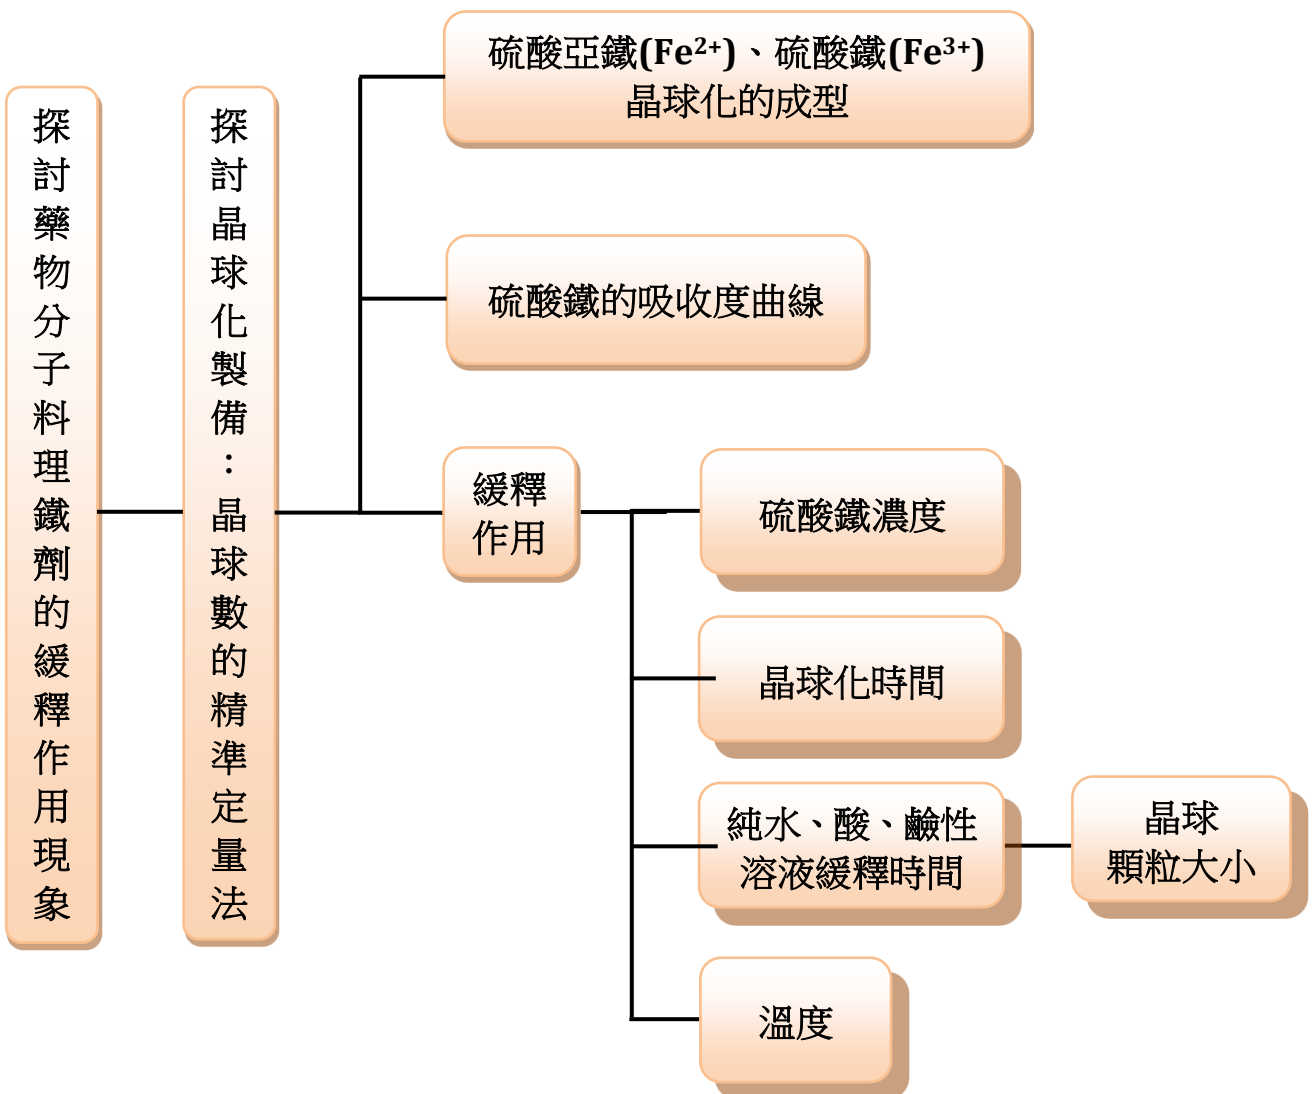 探討藥物分子料理鐵劑的緩釋作用現象
探討晶球化製備：晶球數的精準定量法
硫酸亞鐵(Fe²⁺)、硫酸鐵(Fe³⁺)
晶球化的成型
硫酸鐵的吸收度曲線
緩釋
作用
硫酸鐵濃度
晶球化時間
純水、酸、鹼性
溶液緩釋時間
晶球
顆粒大小
溫度